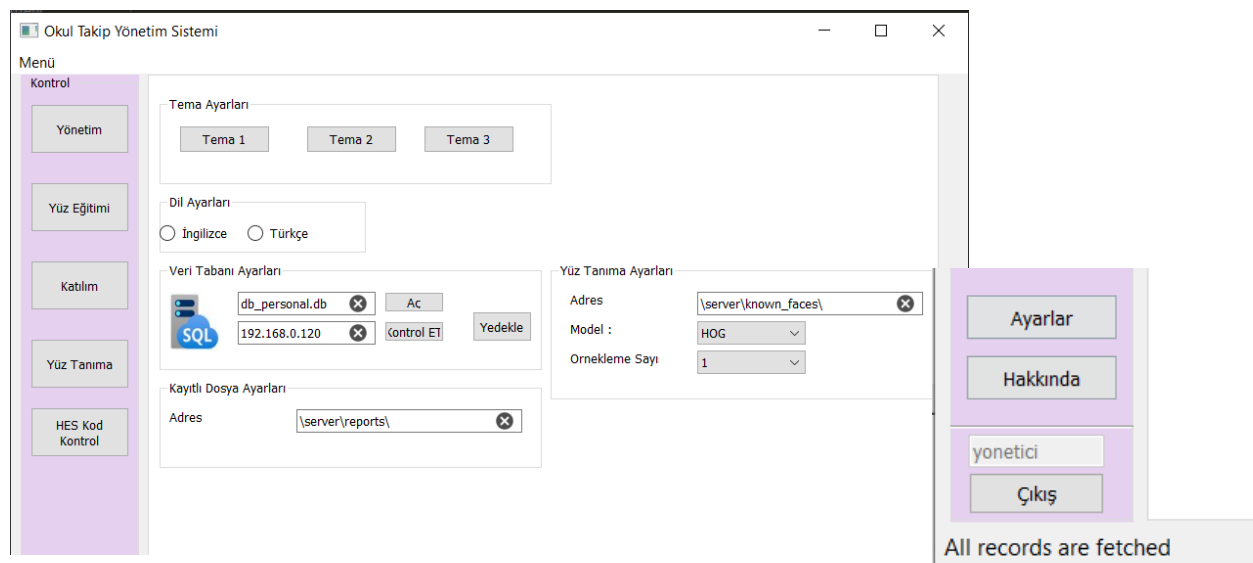 Okul Takip Yönetim Sistemi
Menü
Kontrol
Yönetim
Yüz Eğitimi
Katılım
Yüz Tanıma
HES Kod
Kontrol
Tema Ayarları
Tema 1 Tema 2 Tema 3
Dil Ayarları
İngilizce Türkçe
Veri Tabanı Ayarları
SQL
db_personal.db Ac
192.168.0.120 Kontrol ET
Yedekle
Kayıtlı Dosya Ayarları
Adres \server\reports\
Yüz Tanıma Ayarları
Adres \server\known_faces\
Model : HOG
Ornekleme Sayı 1
Ayarlar
Hakkında
yonetici
Çıkış
All records are fetched